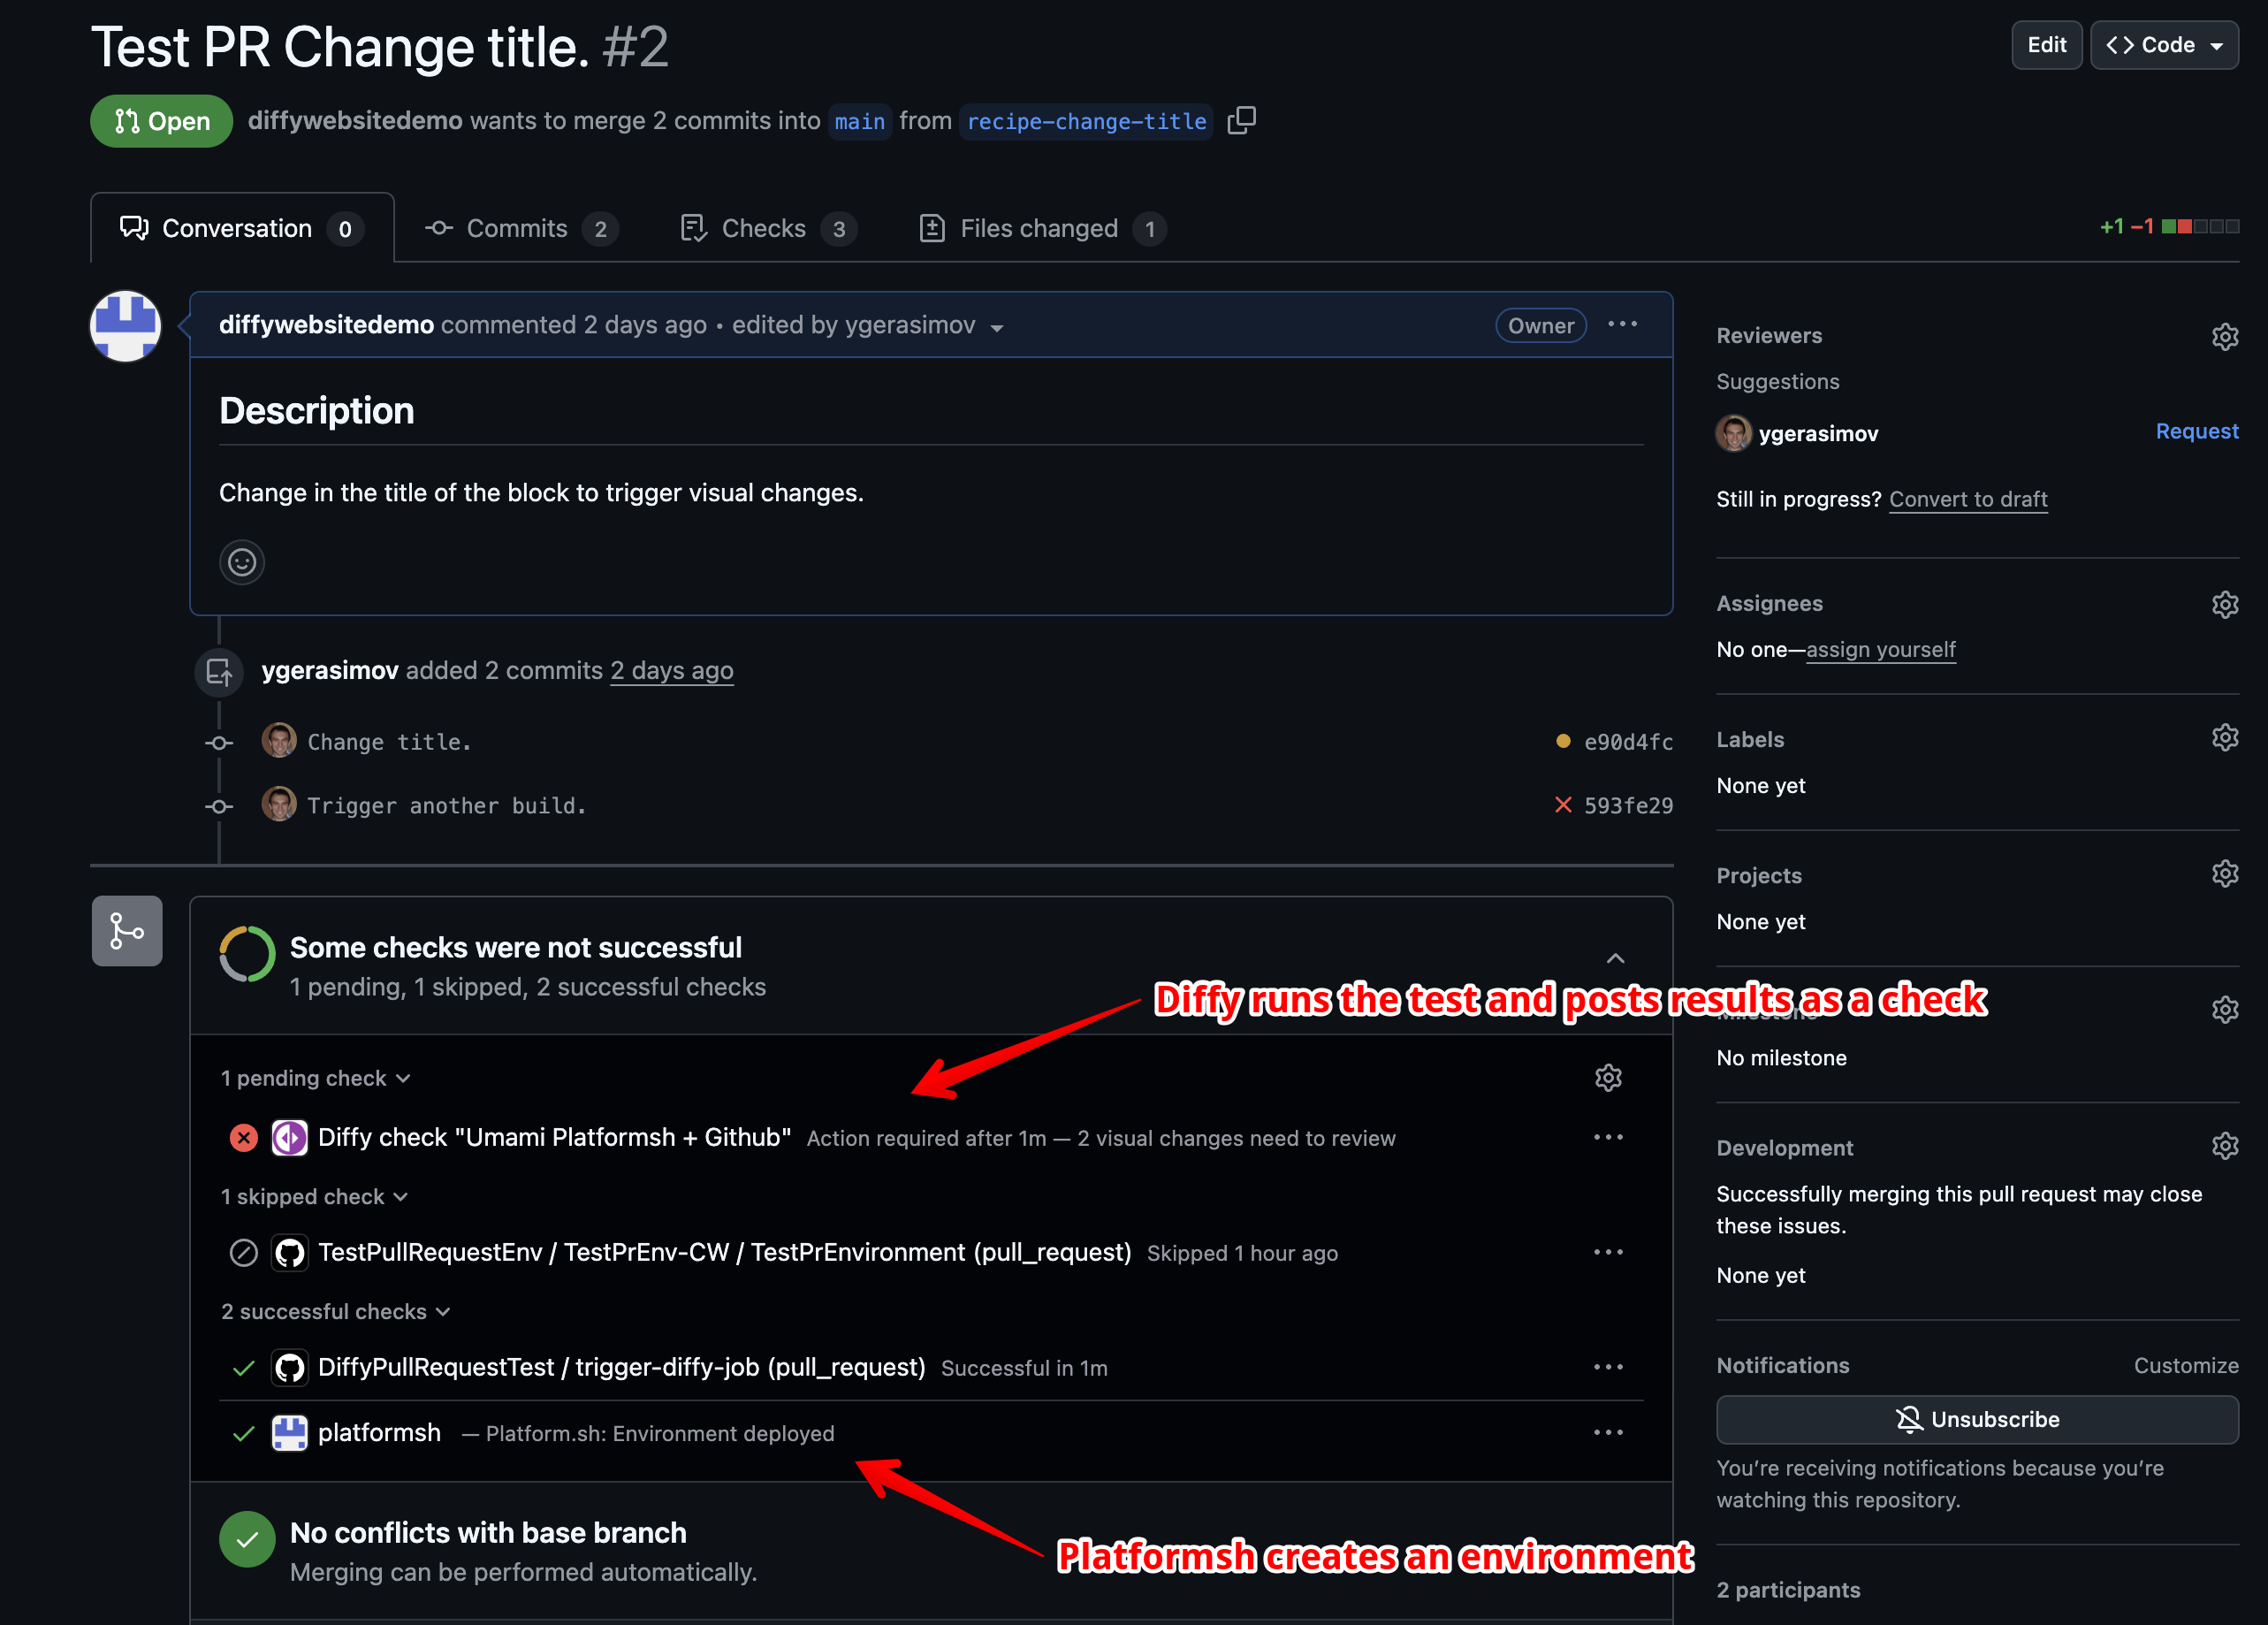 Test PR Change title. #2
Edit
Code
Open
diffywebsitedemo wants to merge 2 commits into main from recipe-change-title
Conversation 0
Commits 2
Checks 3
Files changed 1
+1 −1
diffywebsitedemo commented 2 days ago • edited by ygerasimov
Owner
Description
Change in the title of the block to trigger visual changes.
ygerasimov added 2 commits 2 days ago
Change title.
e90d4fc
Trigger another build.
593fe29
Some checks were not successful
1 pending, 1 skipped, 2 successful checks
Diffy runs the test and posts results as a check
1 pending check
Diffy check "Umami Platformsh + Github" Action required after 1m — 2 visual changes need to review
1 skipped check
TestPullRequestEnv / TestPrEnv-CW / TestPrEnvironment (pull_request) Skipped 1 hour ago
2 successful checks
DiffyPullRequestTest / trigger-diffy-job (pull_request) Successful in 1m
platformsh — Platform.sh: Environment deployed
Platformsh creates an environment
No conflicts with base branch
Merging can be performed automatically.
Reviewers
Suggestions
ygerasimov
Request
Still in progress? Convert to draft
Assignees
No one—assign yourself
Labels
None yet
Projects
None yet
Milestone
No milestone
Development
Successfully merging this pull request may close
these issues.
None yet
Notifications
Customize
Unsubscribe
You’re receiving notifications because you’re
watching this repository.
2 participants